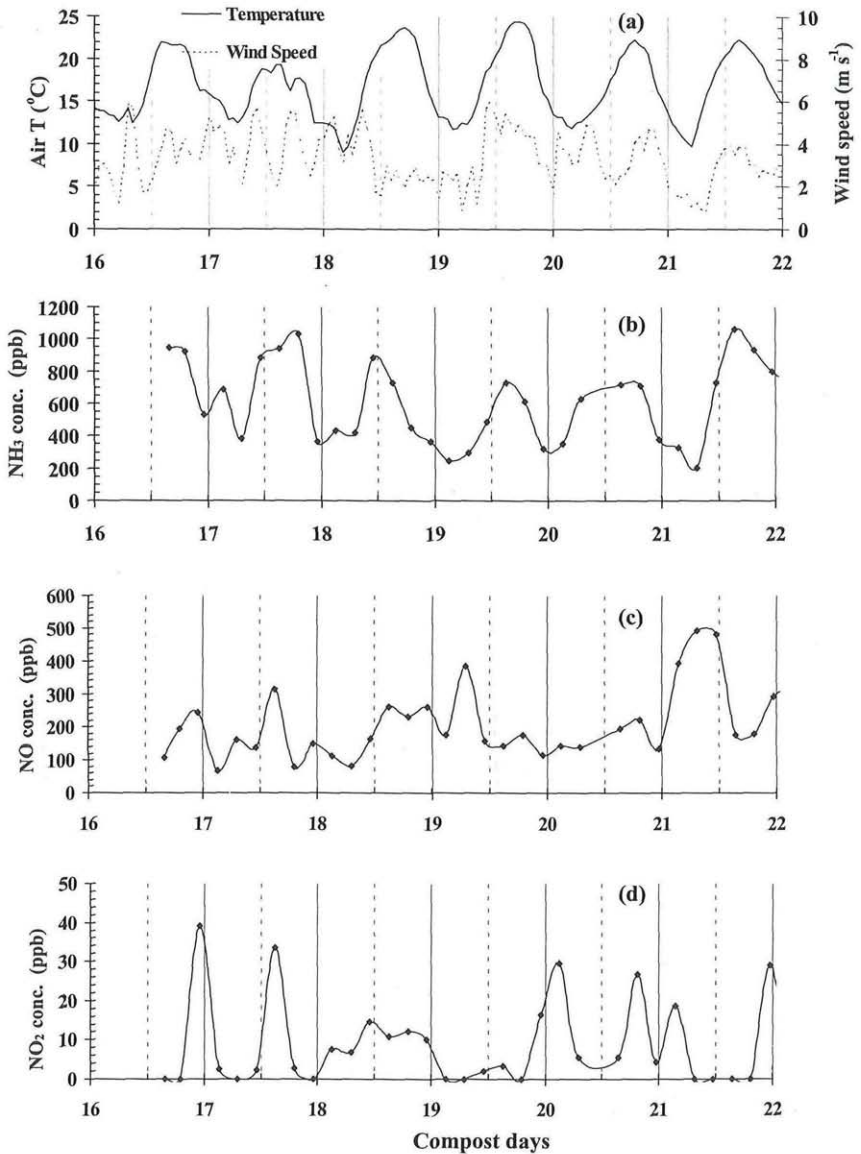 Temperature
(a)
Wind Speed
Air T (°C)
Wind speed (m s⁻¹)
25
20
15
10
5
0
10
8
6
4
2
0
16 17 18 19 20 21 22
(b)
NH₃ conc. (ppb)
1200
1000
800
600
400
200
0
16 17 18 19 20 21 22
(c)
NO conc. (ppb)
600
500
400
300
200
100
0
16 17 18 19 20 21 22
(d)
NO₂ conc. (ppb)
50
40
30
20
10
0
16 17 18 19 20 21 22
Compost days